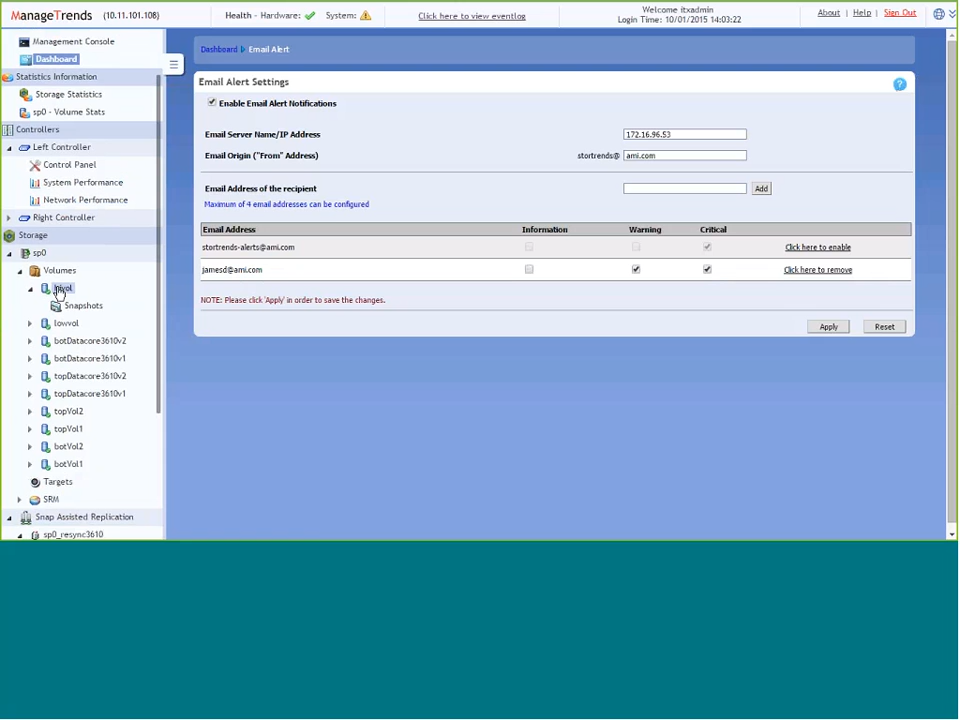 ManageTrends (10.11.101.108)
Health - Hardware: System:
Click here to view eventlog
Welcome itxadmin
Login Time: 10/01/2015 14:03:22
About | Help | Sign Out
Management Console
Dashboard
Statistics Information
Storage Statistics
sp0 - Volume Stats
Controllers
Left Controller
Control Panel
System Performance
Network Performance
Right Controller
Storage
sp0
Volumes
Snapshots
lowvol
botDatacore3610v2
botDatacore3610v1
topDatacore3610v2
topDatacore3610v1
topVol2
topVol1
botVol2
botVol1
Targets
SRM
Snap Assisted Replication
sp0_resync3610
Dashboard Email Alert
Email Alert Settings
Enable Email Alert Notifications
Email Server Name/IP Address 172.16.96.53
Email Origin ("From" Address) stortrends@ ami.com
Email Address of the recipient Add
Maximum of 4 email addresses can be configured
Email Address Information Warning Critical
stortrends-alerts@ami.com Click here to enable
jamesd@ami.com Click here to remove
NOTE: Please click 'Apply' in order to save the changes.
Apply Reset